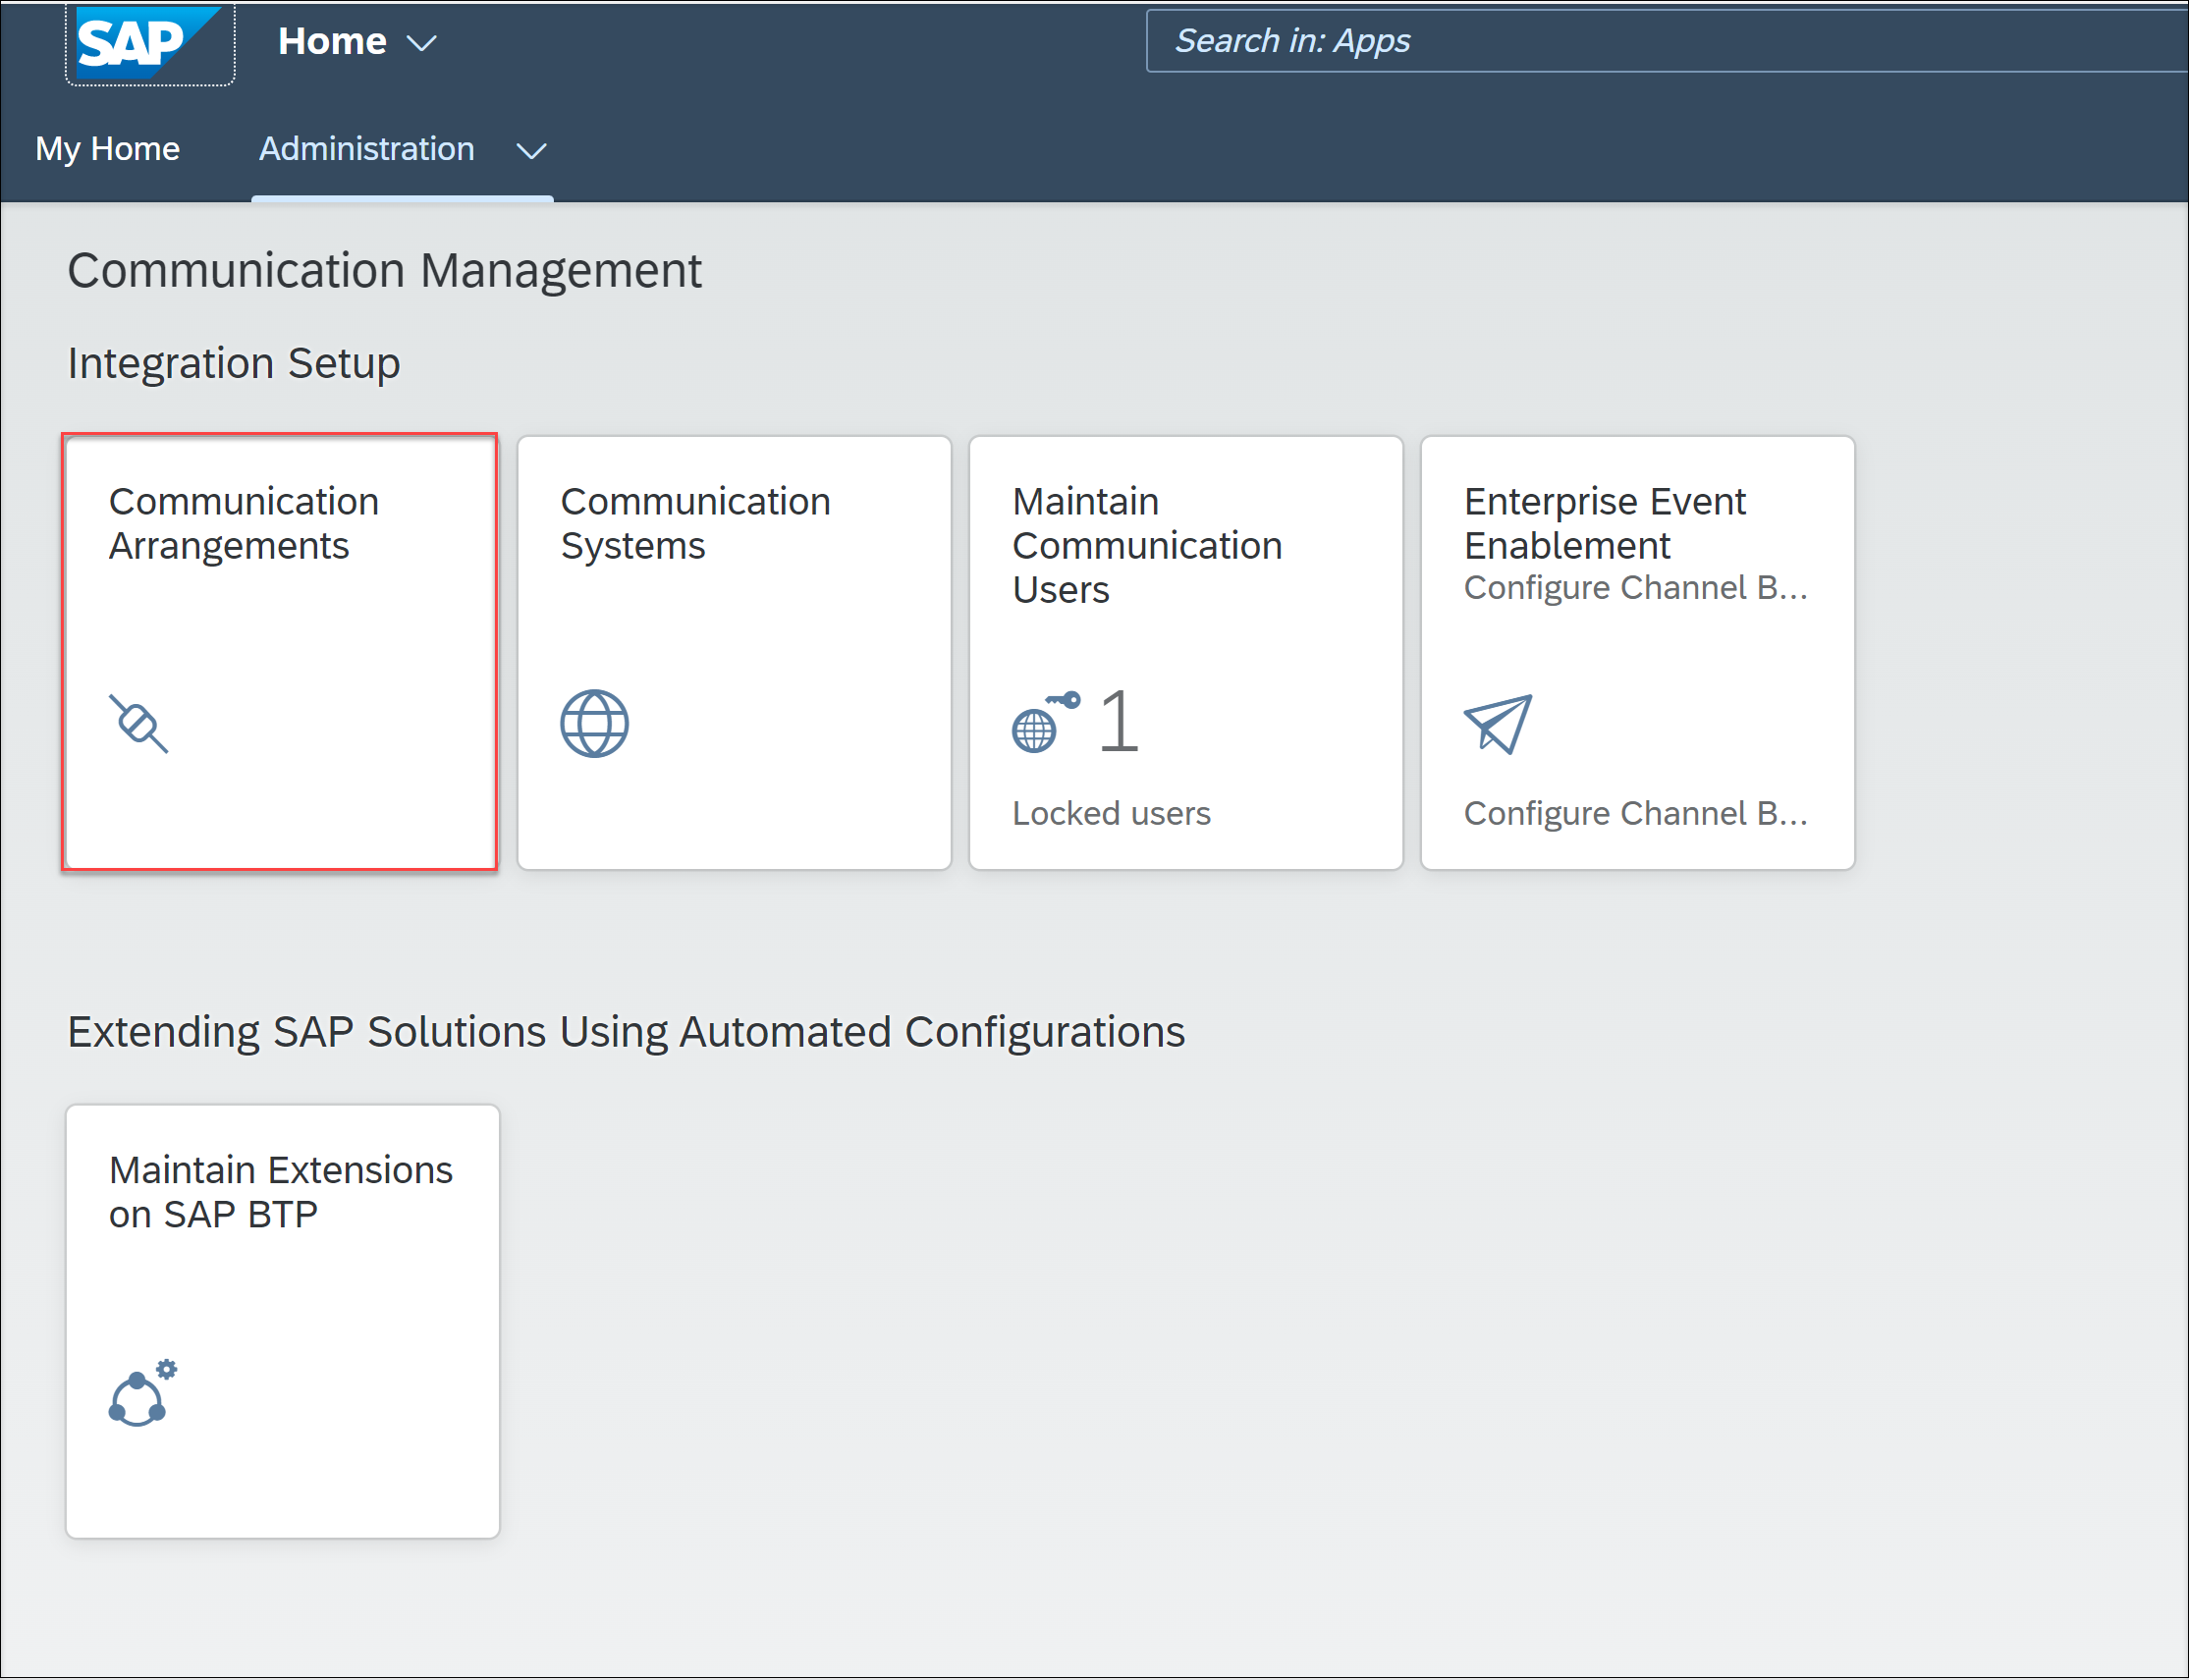 SAP
Home
Search in: Apps
My Home
Administration
Communication Management
Integration Setup
Communication
Arrangements
Communication
Systems
Maintain
Communication
Users
1
Locked users
Enterprise Event
Enablement
Configure Channel B...
Configure Channel B...
Extending SAP Solutions Using Automated Configurations
Maintain Extensions
on SAP BTP